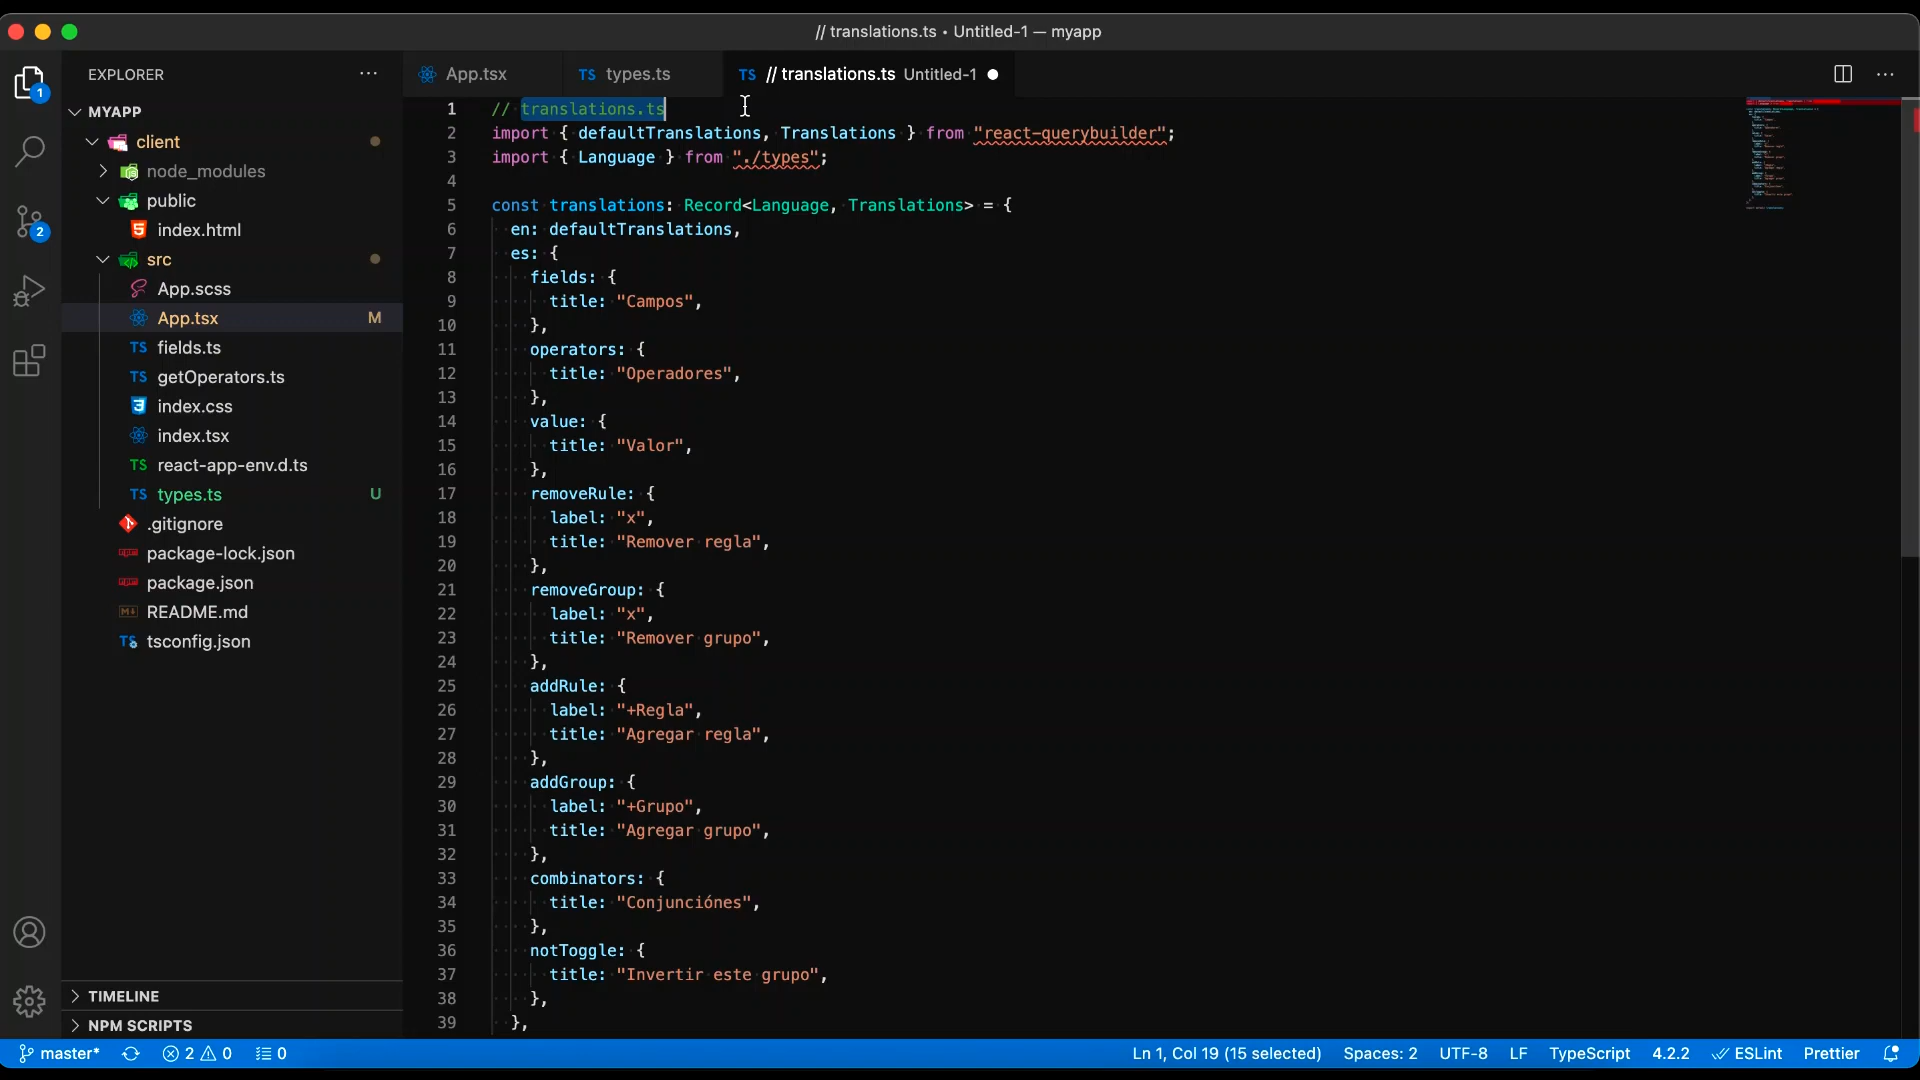 // translations.ts • Untitled-1 — myapp
EXPLORER
App.tsx
TS types.ts
TS // translations.ts Untitled-1
1
MYAPP
client
node_modules
public
index.html
src
App.scss
App.tsx M
TS fields.ts
TS getOperators.ts
index.css
index.tsx
TS react-app-env.d.ts
TS types.ts U
.gitignore
package-lock.json
package.json
README.md
TS tsconfig.json
2
TIMELINE
NPM SCRIPTS
1 // translations.ts
2 import { defaultTranslations, Translations } from "react-querybuilder";
3 import { Language } from "./types";
4
5 const translations: Record<Language, Translations> = {
6 en: defaultTranslations,
7 es: {
8 fields: {
9 title: "Campos",
10 },
11 operators: {
12 title: "Operadores",
13 },
14 value: {
15 title: "Valor",
16 },
17 removeRule: {
18 label: "x",
19 title: "Remover regla",
20 },
21 removeGroup: {
22 label: "x",
23 title: "Remover grupo",
24 },
25 addRule: {
26 label: "+Regla",
27 title: "Agregar regla",
28 },
29 addGroup: {
30 label: "+Grupo",
31 title: "Agregar grupo",
32 },
33 combinators: {
34 title: "Conjunciónes",
35 },
36 notToggle: {
37 title: "Invertir este grupo",
38 },
39 },
master* 2 0 0
Ln 1, Col 19 (15 selected) Spaces: 2 UTF-8 LF TypeScript 4.2.2 ESLint Prettier